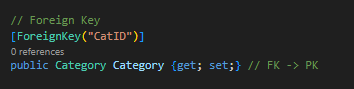 // Foreign Key
[ForeignKey("CatID")]
0 references
public Category Category {get; set;} // FK -> PK